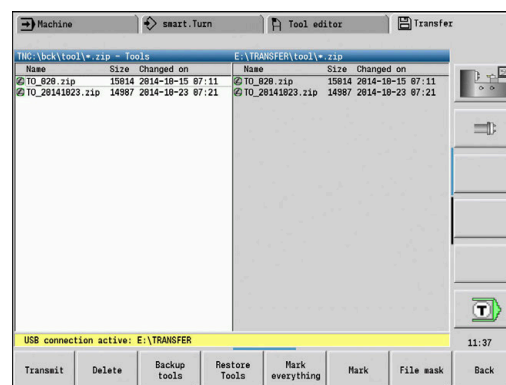 Machine smart.Turn Tool editor Transfer
TNC:\bck\tool\*.zip - Tools E:\TRANSFER\tool\*.zip
Name Size Changed on Name Size Changed on
TO_020.zip 15014 2014-10-15 07:11 TO_020.zip 15014 2014-10-15 07:11
TO_20141023.zip 14987 2014-10-23 07:21 TO_20141023.zip 14987 2014-10-23 07:21
T
USB connection active: E:\TRANSFER
11:37
Transmit Delete Backup tools Restore Tools Mark everything Mark File mask Back